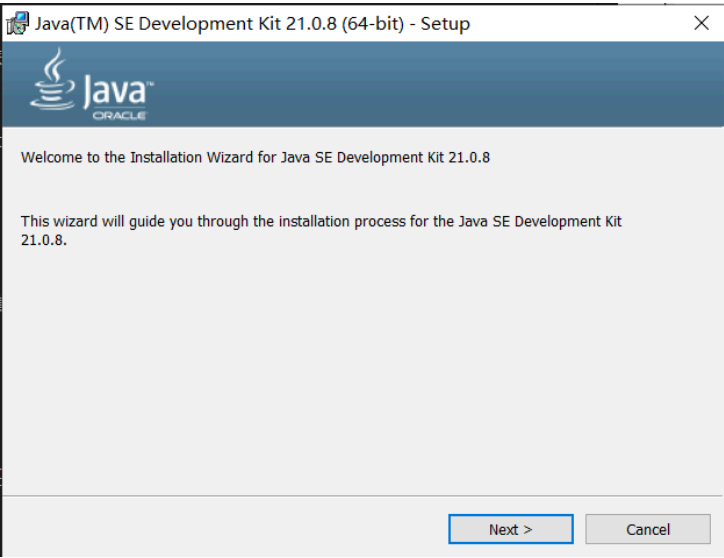 Java(TM) SE Development Kit 21.0.8 (64-bit) - Setup
Java™
ORACLE
Welcome to the Installation Wizard for Java SE Development Kit 21.0.8
This wizard will guide you through the installation process for the Java SE Development Kit
21.0.8.
Next >
Cancel